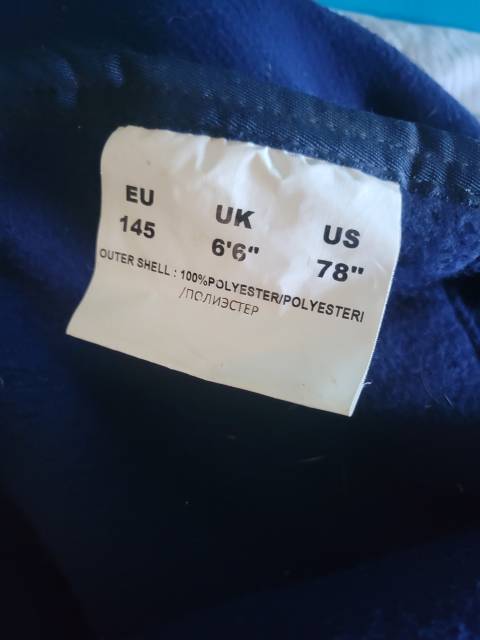 EU UK US
145 6'6" 78"
OUTER SHELL : 100%POLYESTER/POLYESTERI
/ПОЛИЭСТЕР